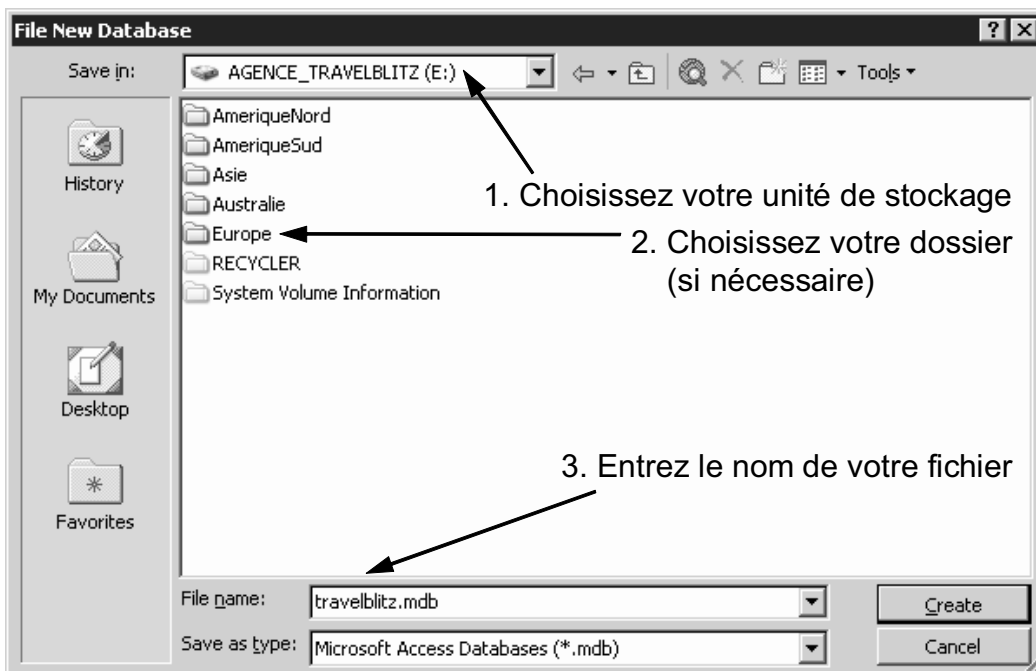 File New Database
Save in:
AGENCE_TRAVELBLITZ (E:)
Tools
History
My Documents
Desktop
Favorites
AmeriqueNord
AmeriqueSud
Asie
Australie
Europe
RECYCLER
System Volume Information
1. Choisissez votre unité de stockage
2. Choisissez votre dossier
(si nécessaire)
3. Entrez le nom de votre fichier
File name:
travelblitz.mdb
Create
Save as type:
Microsoft Access Databases (*.mdb)
Cancel